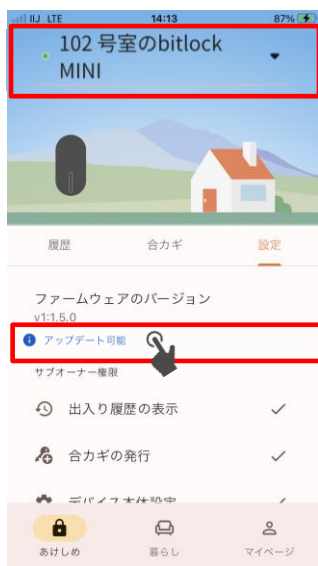 IIJ LTE 14:13 87%
102 号室のbitlock
MINI
履歴 合カギ 設定
ファームウェアのバージョン
v1:1.5.0
アップデート可能
サブオーナー権限
出入り履歴の表示
合カギの発行
デバイス本体設定
あけしめ 暮らし マイページ